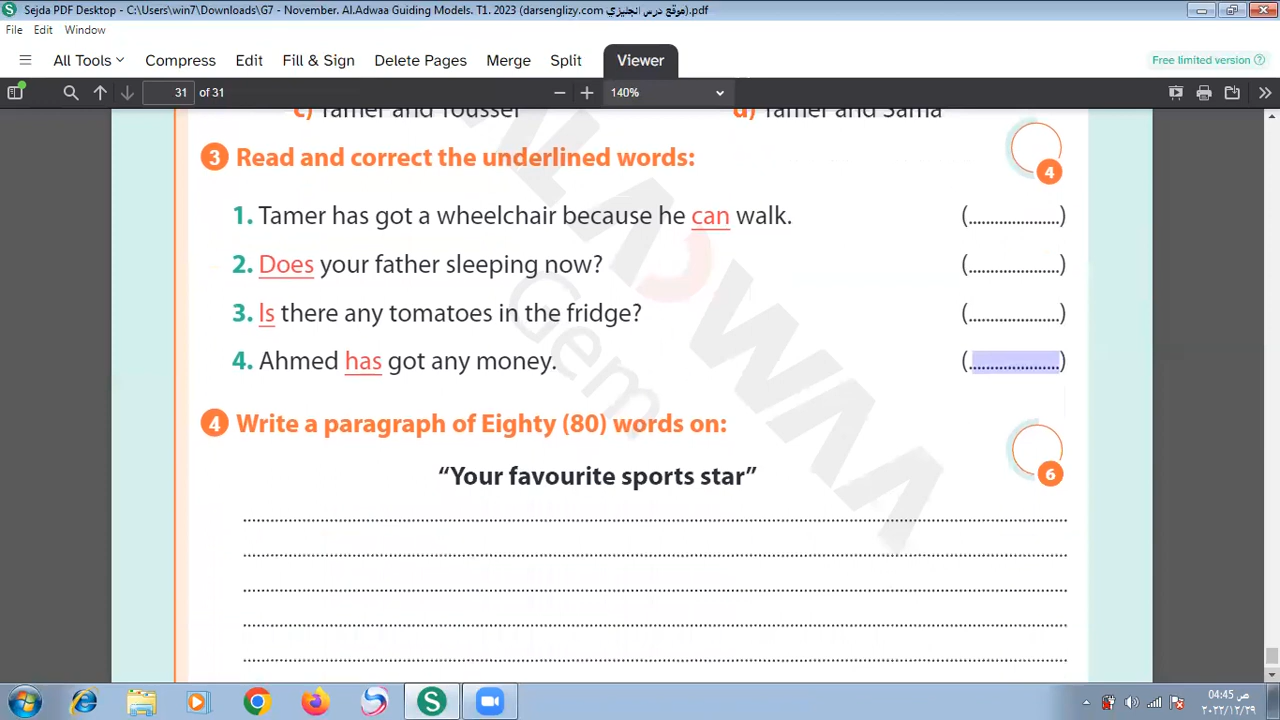 Sejda PDF Desktop - C:\Users\win7\Downloads\G7 - November. Al.Adwaa Guiding Models. T1. 2023 (darsenglizy.com موقع درس انجليزي).pdf
File Edit Window
All Tools Compress Edit Fill & Sign Delete Pages Merge Split Viewer Free limited version
31 of 31 140%
c) Tamer and Youssef d) Tamer and Sama
3 Read and correct the underlined words:
4
1. Tamer has got a wheelchair because he can walk. (....................)
2. Does your father sleeping now? (....................)
3. Is there any tomatoes in the fridge? (....................)
4. Ahmed has got any money. (....................)
4 Write a paragraph of Eighty (80) words on:
“Your favourite sports star”
6
ALADWAA
Gem
04:45 ص
٢٠٢٢/١٢/٢٩